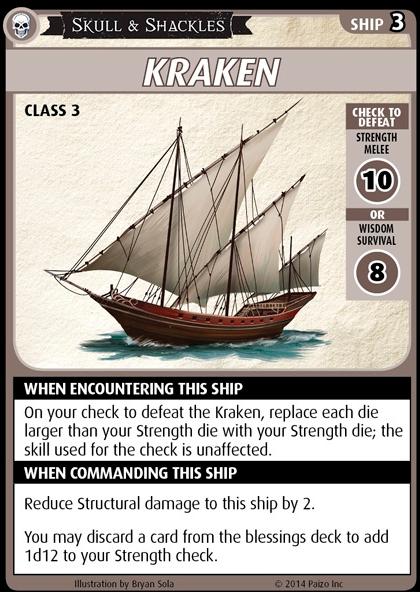 SKULL & SHACKLES
SHIP 3
KRAKEN
CLASS 3
CHECK TO
DEFEAT
STRENGTH
MELEE
10
OR
WISDOM
SURVIVAL
8
WHEN ENCOUNTERING THIS SHIP
On your check to defeat the Kraken, replace each die
larger than your Strength die with your Strength die; the
skill used for the check is unaffected.
WHEN COMMANDING THIS SHIP
Reduce Structural damage to this ship by 2.
You may discard a card from the blessings deck to add
1d12 to your Strength check.
Illustration by Bryan Sola
© 2014 Paizo Inc